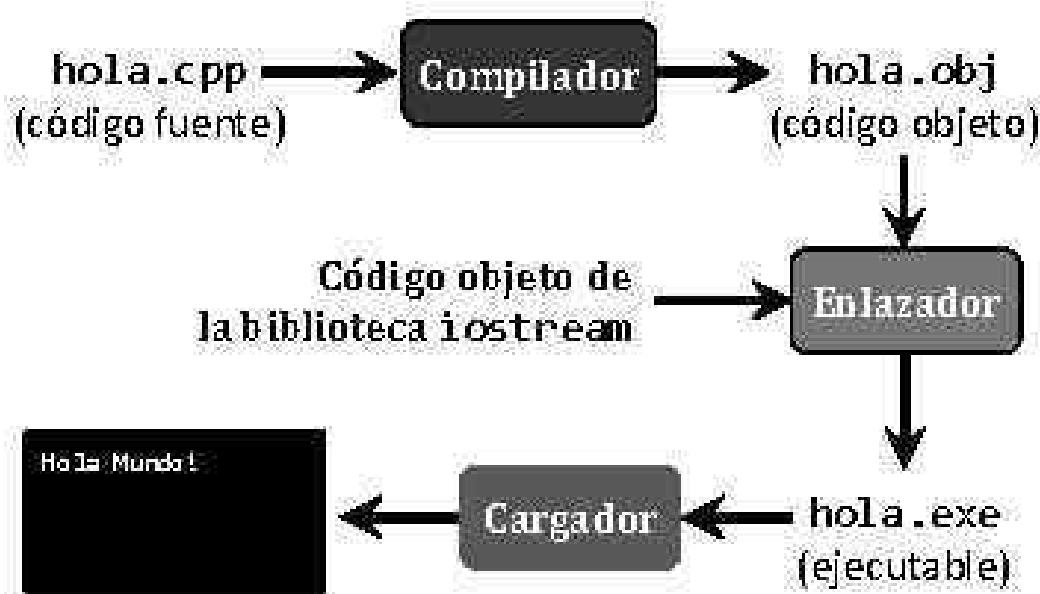 hola.cpp
(código fuente)
Compilador
hola.obj
(código objeto)
Código objeto de
la biblioteca iostream
Enlazador
Hola Mundo!
Cargador
hola.exe
(ejecutable)